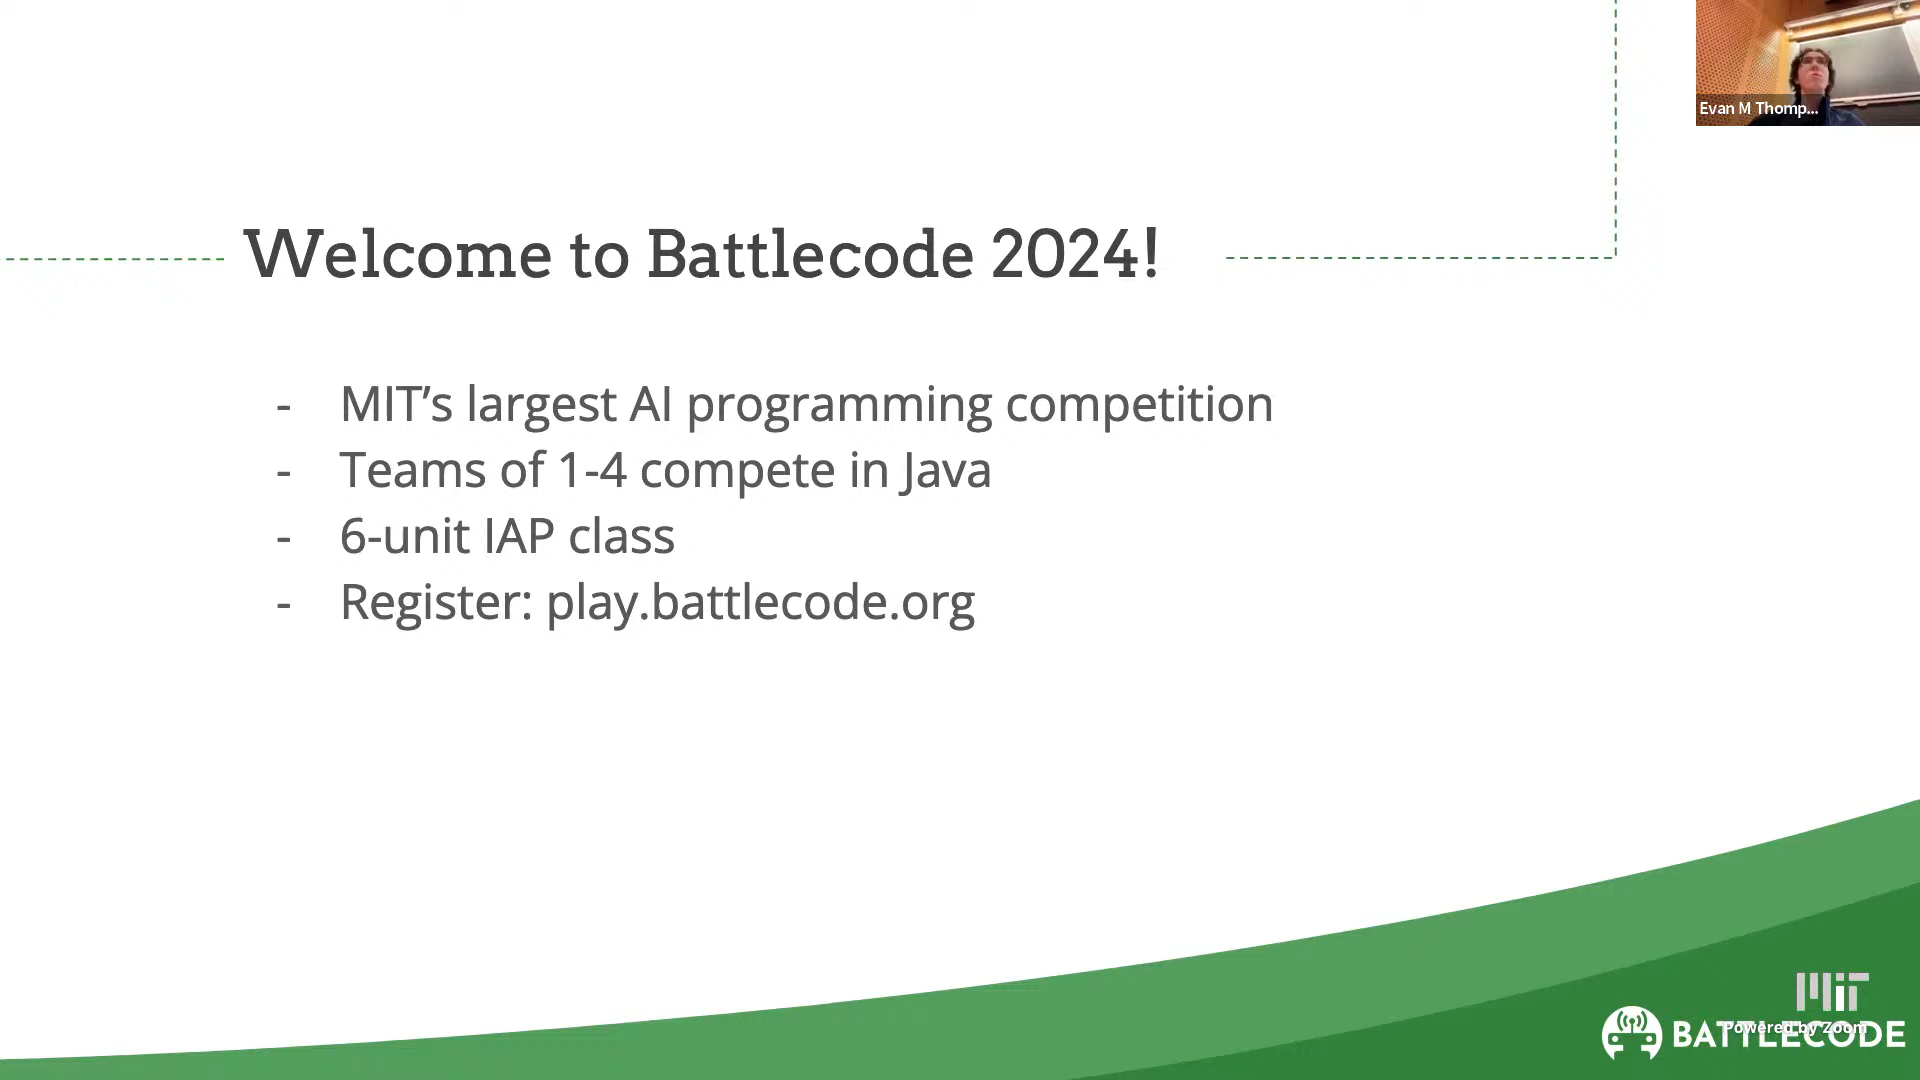 Evan M Thomp...
Welcome to Battlecode 2024!
- MIT’s largest AI programming competition
- Teams of 1-4 compete in Java
- 6-unit IAP class
- Register: play.battlecode.org
MIT
Powered by Zoom
BATTLECODE